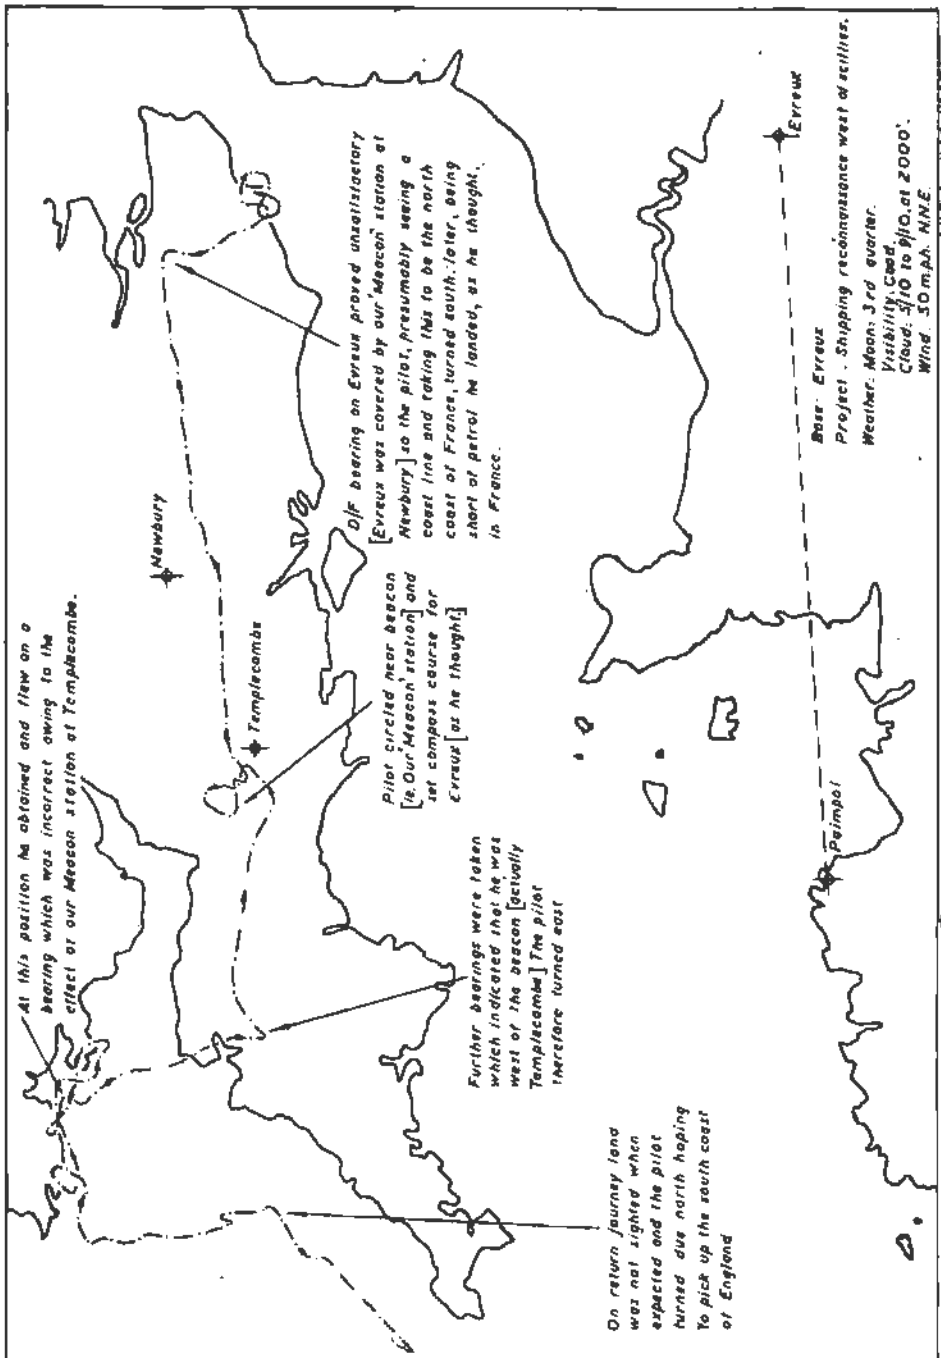 At this position he obtained and flew on a
bearing which was incorrect owing to the
effect of our Meacon station at Templecombe.
Newbury
Templecombe
D/F bearing on Evreux proved unsatisfactory
[Evreux was covered by our 'Meacon' station at
Newbury] so the pilot, presumably seeing a
coast line and taking this to be the north
coast of France, turned south: later, being
short of petrol he landed, as he thought,
in France.
Pilot circled near beacon
[ie. Our 'Meacon' station] and
set compass course for
Evreux [as he thought]
Further bearings were taken
which indicated that he was
west of the beacon [actually
Templecombe] The pilot
therefore turned east
On return journey land
was not sighted when
expected and the pilot
turned due north hoping
To pick up the south coast
of England
Paimpol
Evreux
Base: Evreux
Project. Shipping reconnaissance west of scillies.
Weather: Moon: 3rd quarter.
Visibility: Good.
Cloud: 5/10 to 9/10. at 2000'.
Wind. 50 m.p.h. N.N.E.